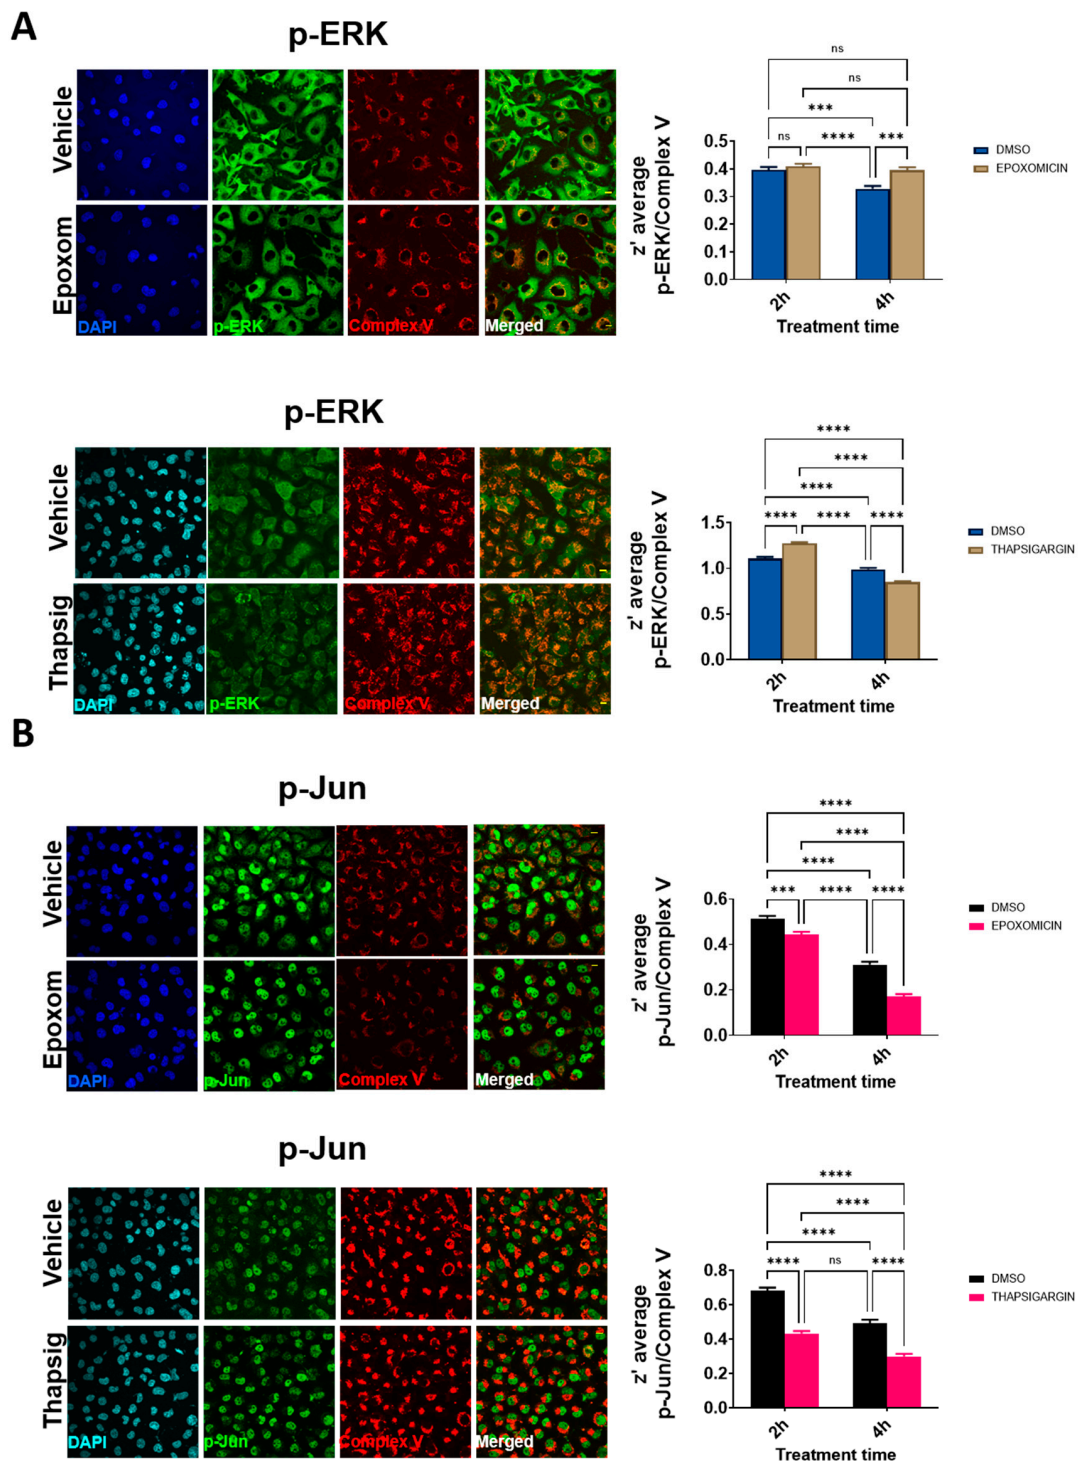 A
p-ERK
Vehicle
Epoxom
DAPI
p-ERK
Complex V
Merged
ns
ns
***
ns
****
***
z' average
p-ERK/Complex V
0.5
0.4
0.3
0.2
0.1
0.0
2h
4h
Treatment time
DMSO
EPOXOMICIN
p-ERK
Vehicle
Thapsig
DAPI
p-ERK
Complex V
Merged
****
****
****
****
****
****
z' average
p-ERK/Complex V
1.5
1.0
0.5
0.0
2h
4h
Treatment time
DMSO
THAPSIGARGIN
B
p-Jun
Vehicle
Epoxom
DAPI
p-Jun
Complex V
Merged
****
****
****
***
****
****
z' average
p-Jun/Complex V
0.6
0.4
0.2
0.0
2h
4h
Treatment time
DMSO
EPOXOMICIN
p-Jun
Vehicle
Thapsig
DAPI
p-Jun
Complex V
Merged
****
****
****
****
ns
****
z' average
p-Jun/Complex V
0.8
0.6
0.4
0.2
0.0
2h
4h
Treatment time
DMSO
THAPSIGARGIN